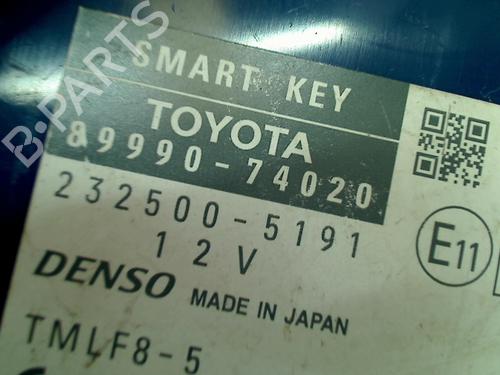 B-PARTS
SMART KEY
TOYOTA
89990-74020
232500-5191
12V
E11
DENSO MADE IN JAPAN
TMLF8-5